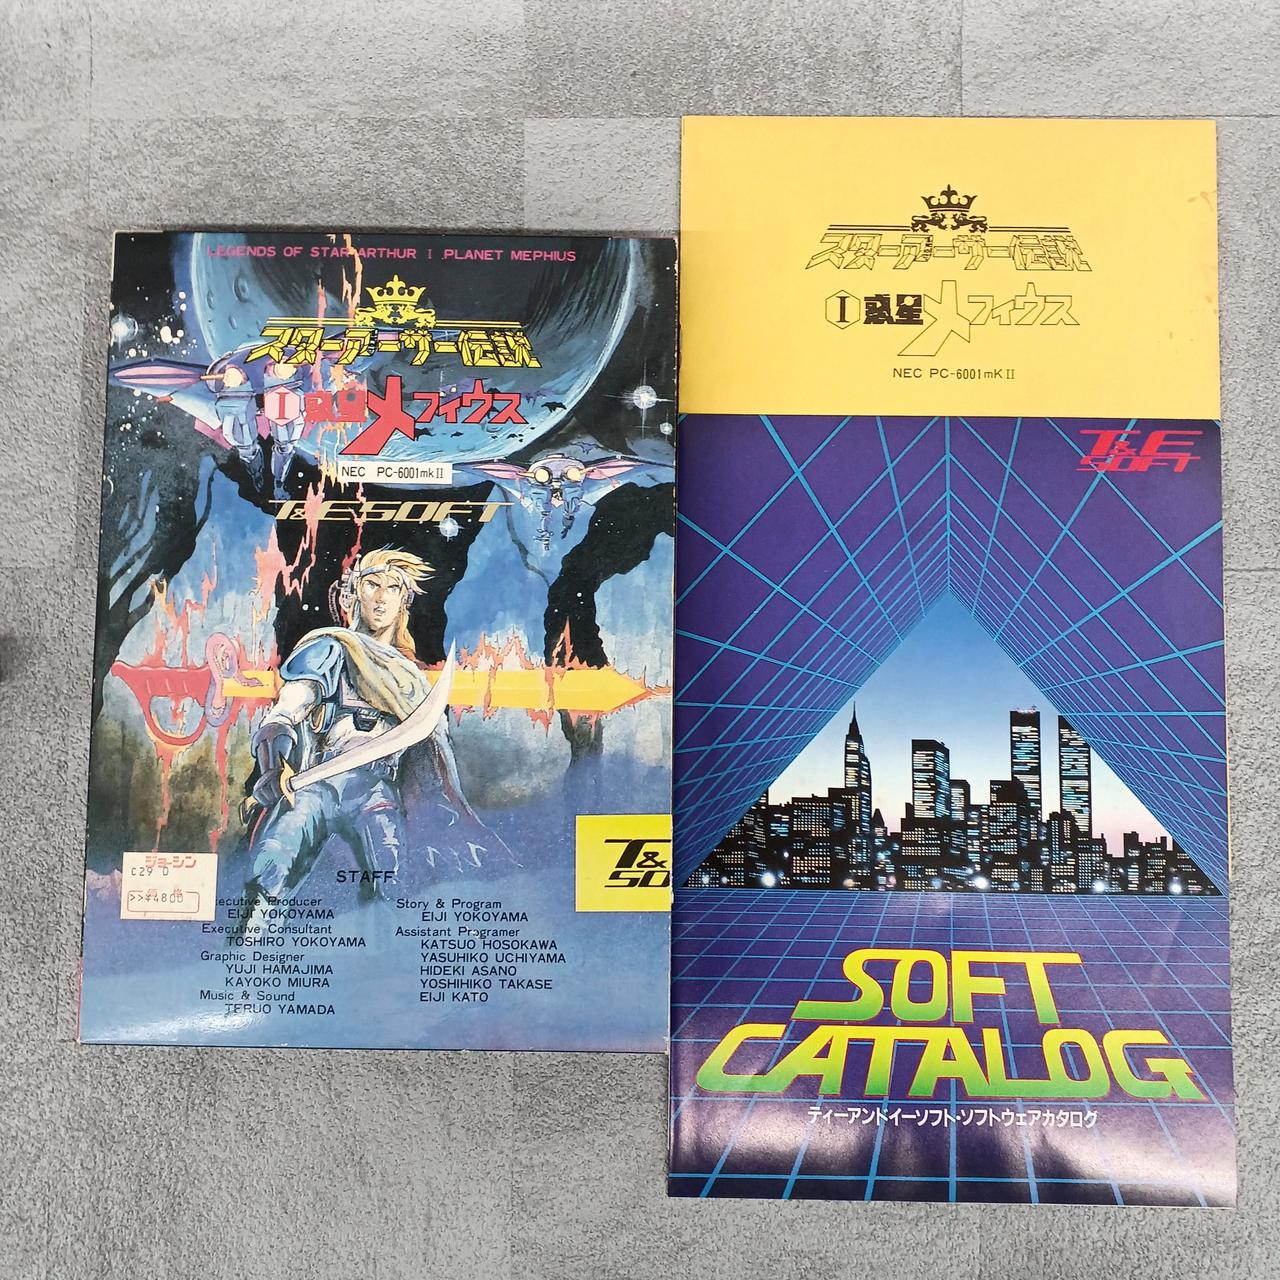 LEGENDS OF STAR ARTHUR I PLANET MEPHIUS
スターアーサー伝説
I 惑星メフィウス
NEC PC-6001mkII
T&E SOFT
STAFF
Executive Producer
EIJI YOKOYAMA
Executive Consultant
TOSHIRO YOKOYAMA
Graphic Designer
YUJI HAMAJIMA
KAYOKO MIURA
Music & Sound
TERUO YAMADA
Story & Program
EIJI YOKOYAMA
Assistant Programer
KATSUO HOSOKAWA
YASUHIKO UCHIYAMA
HIDEKI ASANO
YOSHIHIKO TAKASE
EIJI KATO
ジョーシン
C29 D
>>¥4800
T&
SO
スターアーサー伝説
I 惑星メフィウス
NEC PC-6001mKII
T&E
SOFT
SOFT
CATALOG
ティーアンドイーソフト・ソフトウェアカタログ